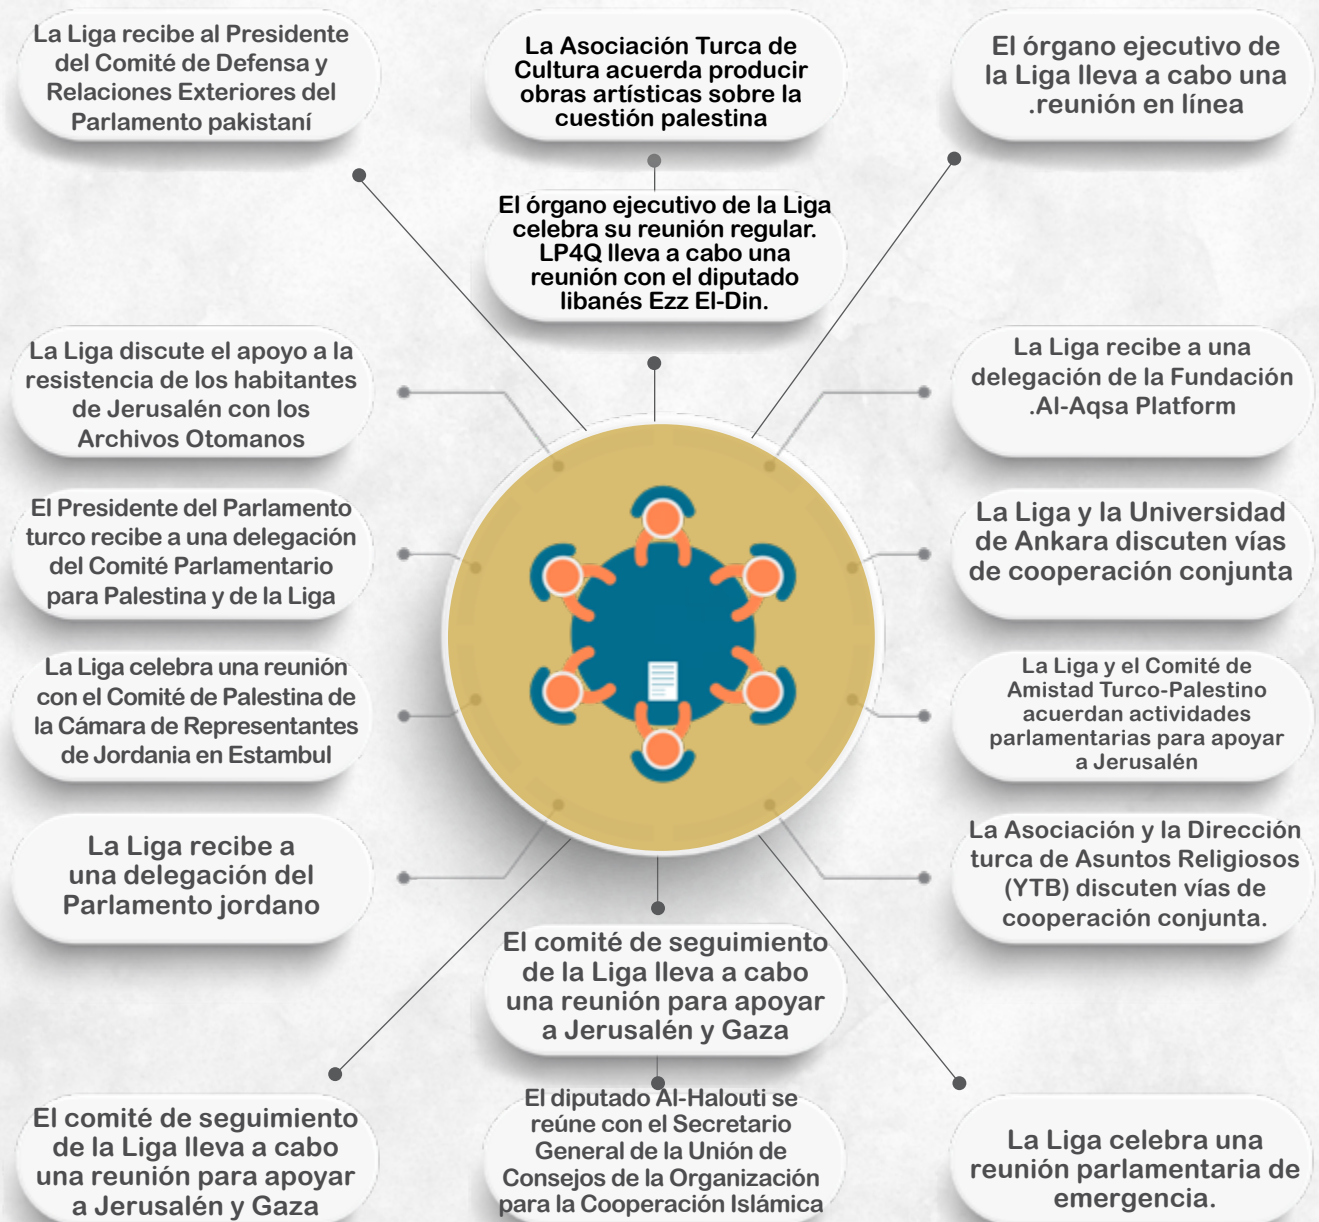 La Liga recibe al Presidente
del Comité de Defensa y
Relaciones Exteriores del
Parlamento pakistaní
La Asociación Turca de
Cultura acuerda producir
obras artísticas sobre la
cuestión palestina
El órgano ejecutivo de
la Liga lleva a cabo una
.reunión en línea
El órgano ejecutivo de la Liga
celebra su reunión regular.
LP4Q lleva a cabo una
reunión con el diputado
libanés Ezz El-Din.
La Liga discute el apoyo a la
resistencia de los habitantes
de Jerusalén con los
Archivos Otomanos
La Liga recibe a una
delegación de la Fundación
.Al-Aqsa Platform
El Presidente del Parlamento
turco recibe a una delegación
del Comité Parlamentario
para Palestina y de la Liga
La Liga y la Universidad
de Ankara discuten vías
de cooperación conjunta
La Liga celebra una reunión
con el Comité de Palestina de
la Cámara de Representantes
de Jordania en Estambul
La Liga y el Comité de
Amistad Turco-Palestino
acuerdan actividades
parlamentarias para apoyar
a Jerusalén
La Liga recibe a
una delegación del
Parlamento jordano
La Asociación y la Dirección
turca de Asuntos Religiosos
(YTB) discuten vías de
cooperación conjunta.
El comité de seguimiento
de la Liga lleva a cabo
una reunión para apoyar
a Jerusalén y Gaza
El comité de seguimiento
de la Liga lleva a cabo
una reunión para apoyar
a Jerusalén y Gaza
El diputado Al-Halouti se
reúne con el Secretario
General de la Unión de
Consejos de la Organización
para la Cooperación Islámica
La Liga celebra una
reunión parlamentaria de
emergencia.